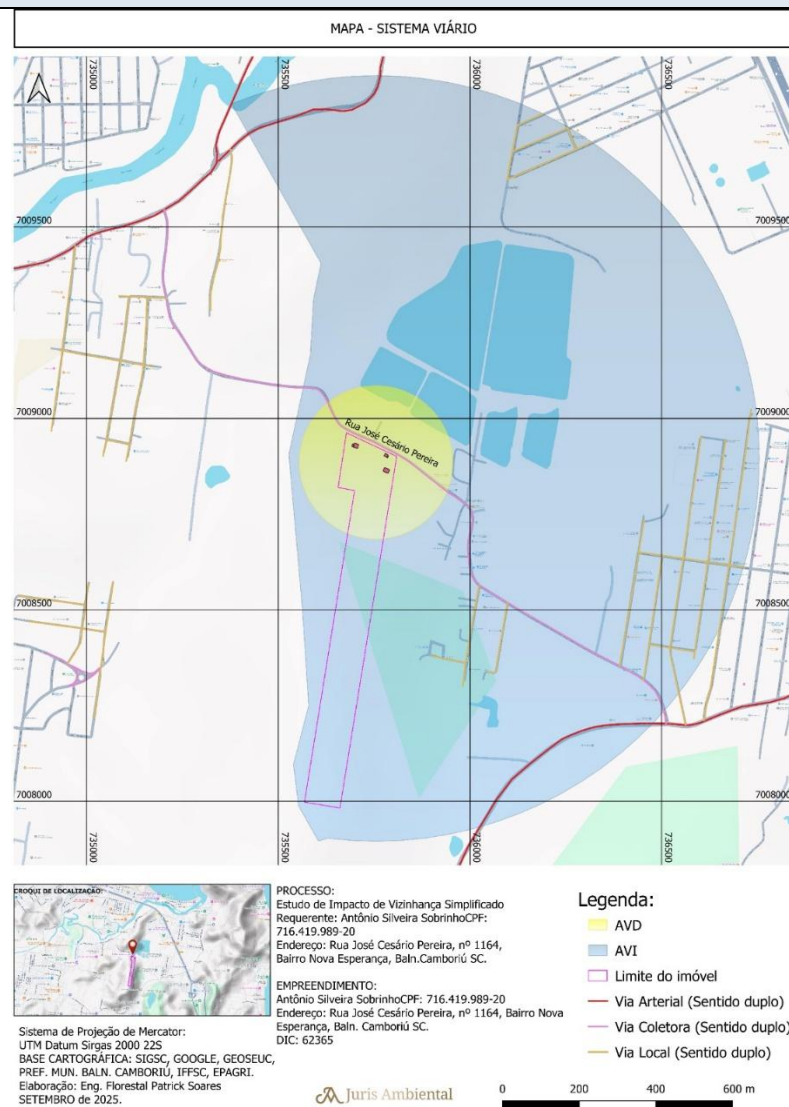 MAPA - SISTEMA VIÁRIO
735000
735500
736000
736500
7009500
7009500
7009000
7009000
Rua José Cesário Pereira
7008500
7008500
7008000
7008000
735000
735500
736000
736500
CROQUI DE LOCALIZAÇÃO:
PROCESSO:
Estudo de Impacto de Vizinhança Simplificado
Requerente: Antônio Silveira SobrinhoCPF:
716.419.989-20
Endereço: Rua José Cesário Pereira, nº 1164,
Bairro Nova Esperança, Baln.Camboriú SC.
EMPREENDIMENTO:
Antônio Silveira SobrinhoCPF: 716.419.989-20
Endereço: Rua José Cesário Pereira, nº 1164, Bairro Nova
Esperança, Baln. Camboriú SC.
DIC: 62365
Sistema de Projeção de Mercator:
UTM Datum Sirgas 2000 22S
BASE CARTOGRÁFICA: SIGSC, GOOGLE, GEOSEUC,
PREF. MUN. BALN. CAMBORIÚ, IFFSC, EPAGRI.
Elaboração: Eng. Florestal Patrick Soares
SETEMBRO de 2025.
Juris Ambiental
Legenda:
AVD
AVI
Limite do imóvel
Via Arterial (Sentido duplo)
Via Coletora (Sentido duplo)
Via Local (Sentido duplo)
0 200 400 600 m